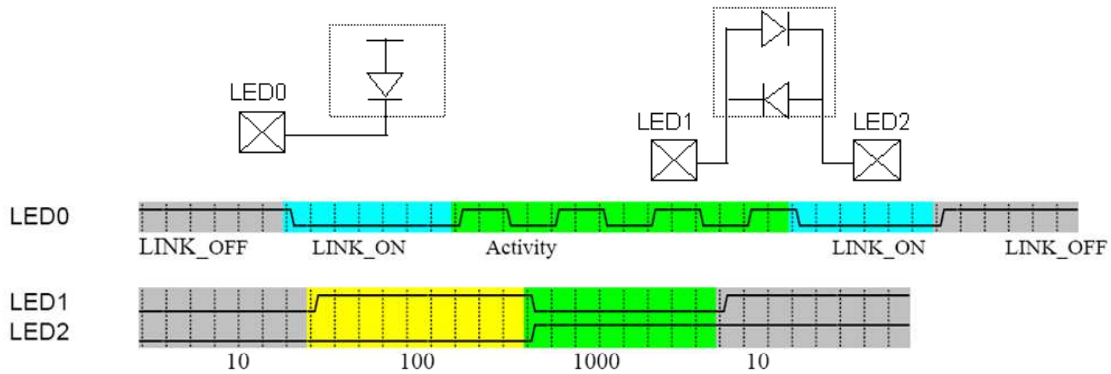 LED0
LED1 LED2
LED0
LINK_OFF LINK_ON Activity LINK_ON LINK_OFF
LED1
LED2
10 100 1000 10